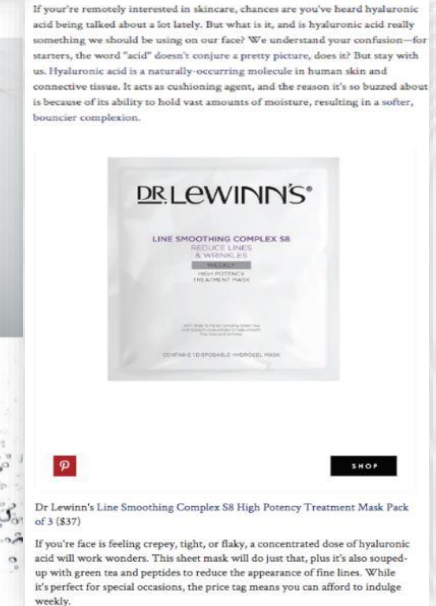 If your're remotely interested in skincare, chances are you've heard hyaluronic
acid being talked about a lot lately. But what is it, and is hyaluronic acid really
something we should be using on our face? We understand your confusion—for
starters, the word "acid" doesn't conjure a pretty picture, does it? But stay with
us. Hyaluronic acid is a naturally-occurring molecule in human skin and
connective tissue. It acts as cushioning agent, and the reason it's so buzzed about
is because of its ability to hold vast amounts of moisture, resulting in a softer,
bouncier complexion.
DR. LEWINN'S®
LINE SMOOTHING COMPLEX S8
REDUCE LINES
& WRINKLES
WEEKLY
HIGH POTENCY
TREATMENT MASK
CONTAINS 1 DISPOSABLE HYDROGEL MASK
SHOP
Dr Lewinn's Line Smoothing Complex S8 High Potency Treatment Mask Pack
of 3 ($37)
If you're face is feeling crepey, tight, or flaky, a concentrated dose of hyaluronic
acid will work wonders. This sheet mask will do just that, plus it's also souped-
up with green tea and peptides to reduce the appearance of fine lines. While
it's perfect for special occasions, the price tag means you can afford to indulge
weekly.